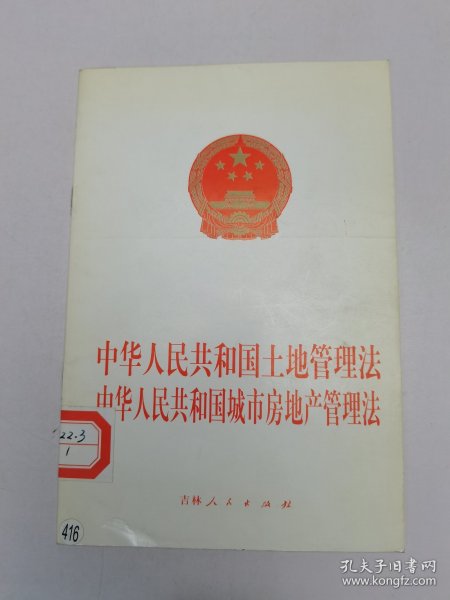 中华人民共和国土地管理法
中华人民共和国城市房地产管理法
22.3
1
吉林人民出版社
416
孔夫子旧书网
www.kongfz.com